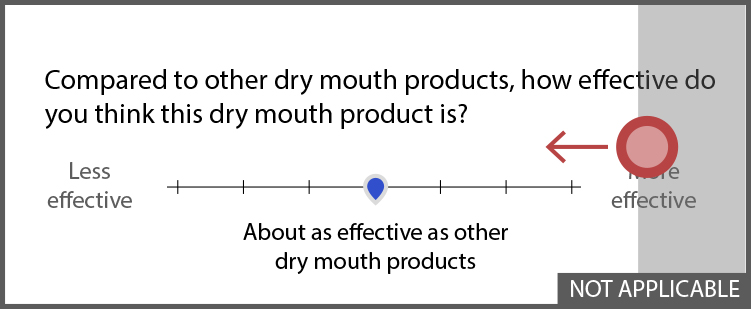 Compared to other dry mouth products, how effective do
you think this dry mouth product is?
Less
effective
More
effective
About as effective as other
dry mouth products
NOT APPLICABLE